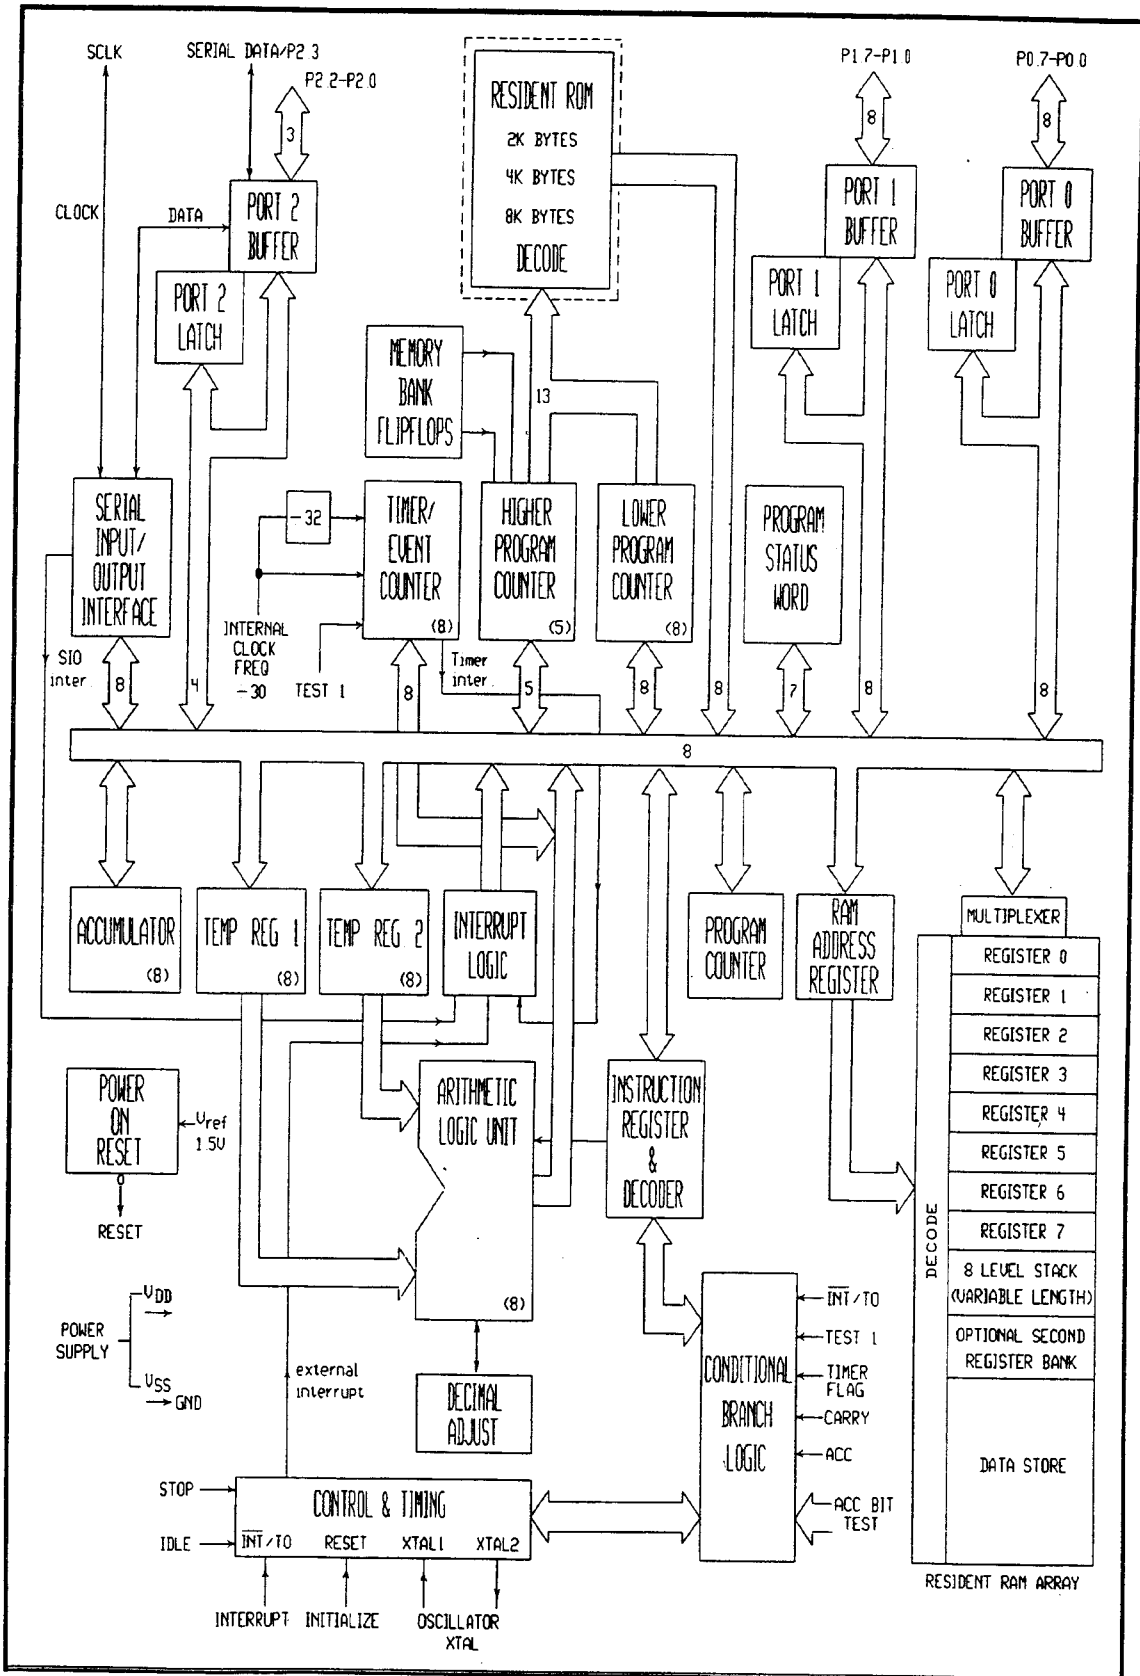 SCLK
SERIAL DATA/P2.3
P2.2-P2.0
3
CLOCK
DATA
PORT 2
BUFFER
PORT 2
LATCH
RESIDENT ROM
2K BYTES
4K BYTES
8K BYTES
DECODE
P1.7-P1.0
8
PORT 1
BUFFER
PORT 1
LATCH
P0.7-P0.0
8
PORT 0
BUFFER
PORT 0
LATCH
MEMORY
BANK
FLIPFLOPS
13
SERIAL
INPUT/
OUTPUT
INTERFACE
-32
TIMER/
EVENT
COUNTER
(8)
HIGHER
PROGRAM
COUNTER
(5)
LOWER
PROGRAM
COUNTER
(8)
PROGRAM
STATUS
WORD
INTERNAL
CLOCK
FREQ
-30
TEST 1
SIO
inter
8
4
8
Timer
inter.
5
8
8
7
8
8
8
ACCUMULATOR
(8)
TEMP REG 1
(8)
TEMP REG 2
(8)
INTERRUPT
LOGIC
PROGRAM
COUNTER
RAM
ADDRESS
REGISTER
MULTIPLEXER
DECODE
REGISTER 0
REGISTER 1
REGISTER 2
REGISTER 3
REGISTER 4
REGISTER 5
REGISTER 6
REGISTER 7
8 LEVEL STACK
(VARIABLE LENGTH)
OPTIONAL SECOND
REGISTER BANK
DATA STORE
RESIDENT RAM ARRAY
POWER
ON
RESET
Vref
1.5V
RESET
ARITHMETIC
LOGIC UNIT
(8)
INSTRUCTION
REGISTER
&
DECODER
POWER
SUPPLY
VDD
VSS
GND
external
interrupt
DECIMAL
ADJUST
CONDITIONAL
BRANCH
LOGIC
INT/TO
TEST 1
TIMER
FLAG
CARRY
ACC
ACC BIT
TEST
STOP
IDLE
CONTROL & TIMING
INT/TO RESET XTAL1 XTAL2
INTERRUPT INITIALIZE OSCILLATOR
XTAL